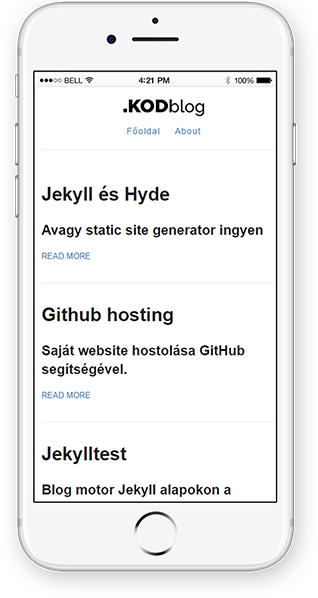 BELL 4:21 PM 100%
.KODblog
Főoldal About
Jekyll és Hyde
Avagy static site generator ingyen
READ MORE
Github hosting
Saját website hostolása GitHub
segítségével.
READ MORE
Jekylltest
Blog motor Jekyll alapokon a